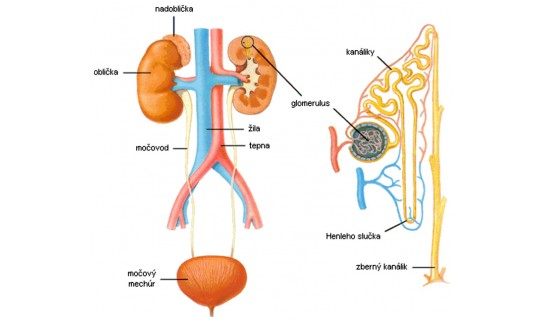 nadoblička
oblička
močovod
žila
tepna
močový
mechúr
glomerulus
kanáliky
Henleho slučka
zberný kanálik